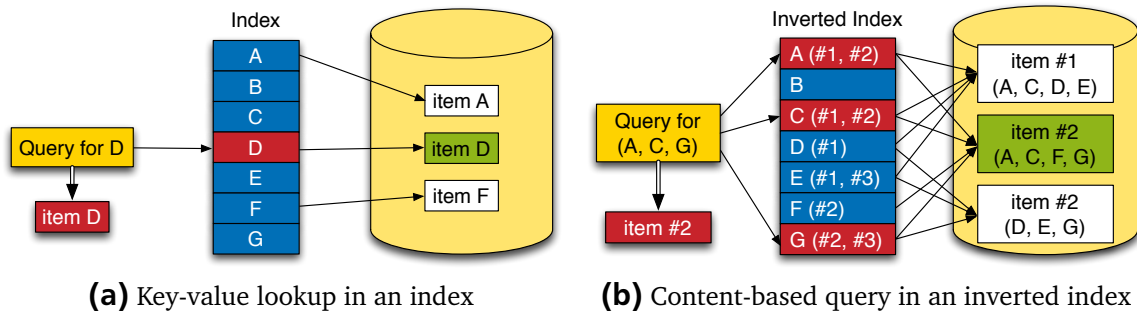 Index
A
B
C
D
E
F
G
Query for D
item D
item A
item D
item F
(a) Key-value lookup in an index
Inverted Index
A (#1, #2)
B
C (#1, #2)
D (#1)
E (#1, #3)
F (#2)
G (#2, #3)
Query for
(A, C, G)
item #2
item #1
(A, C, D, E)
item #2
(A, C, F, G)
item #2
(D, E, G)
(b) Content-based query in an inverted index